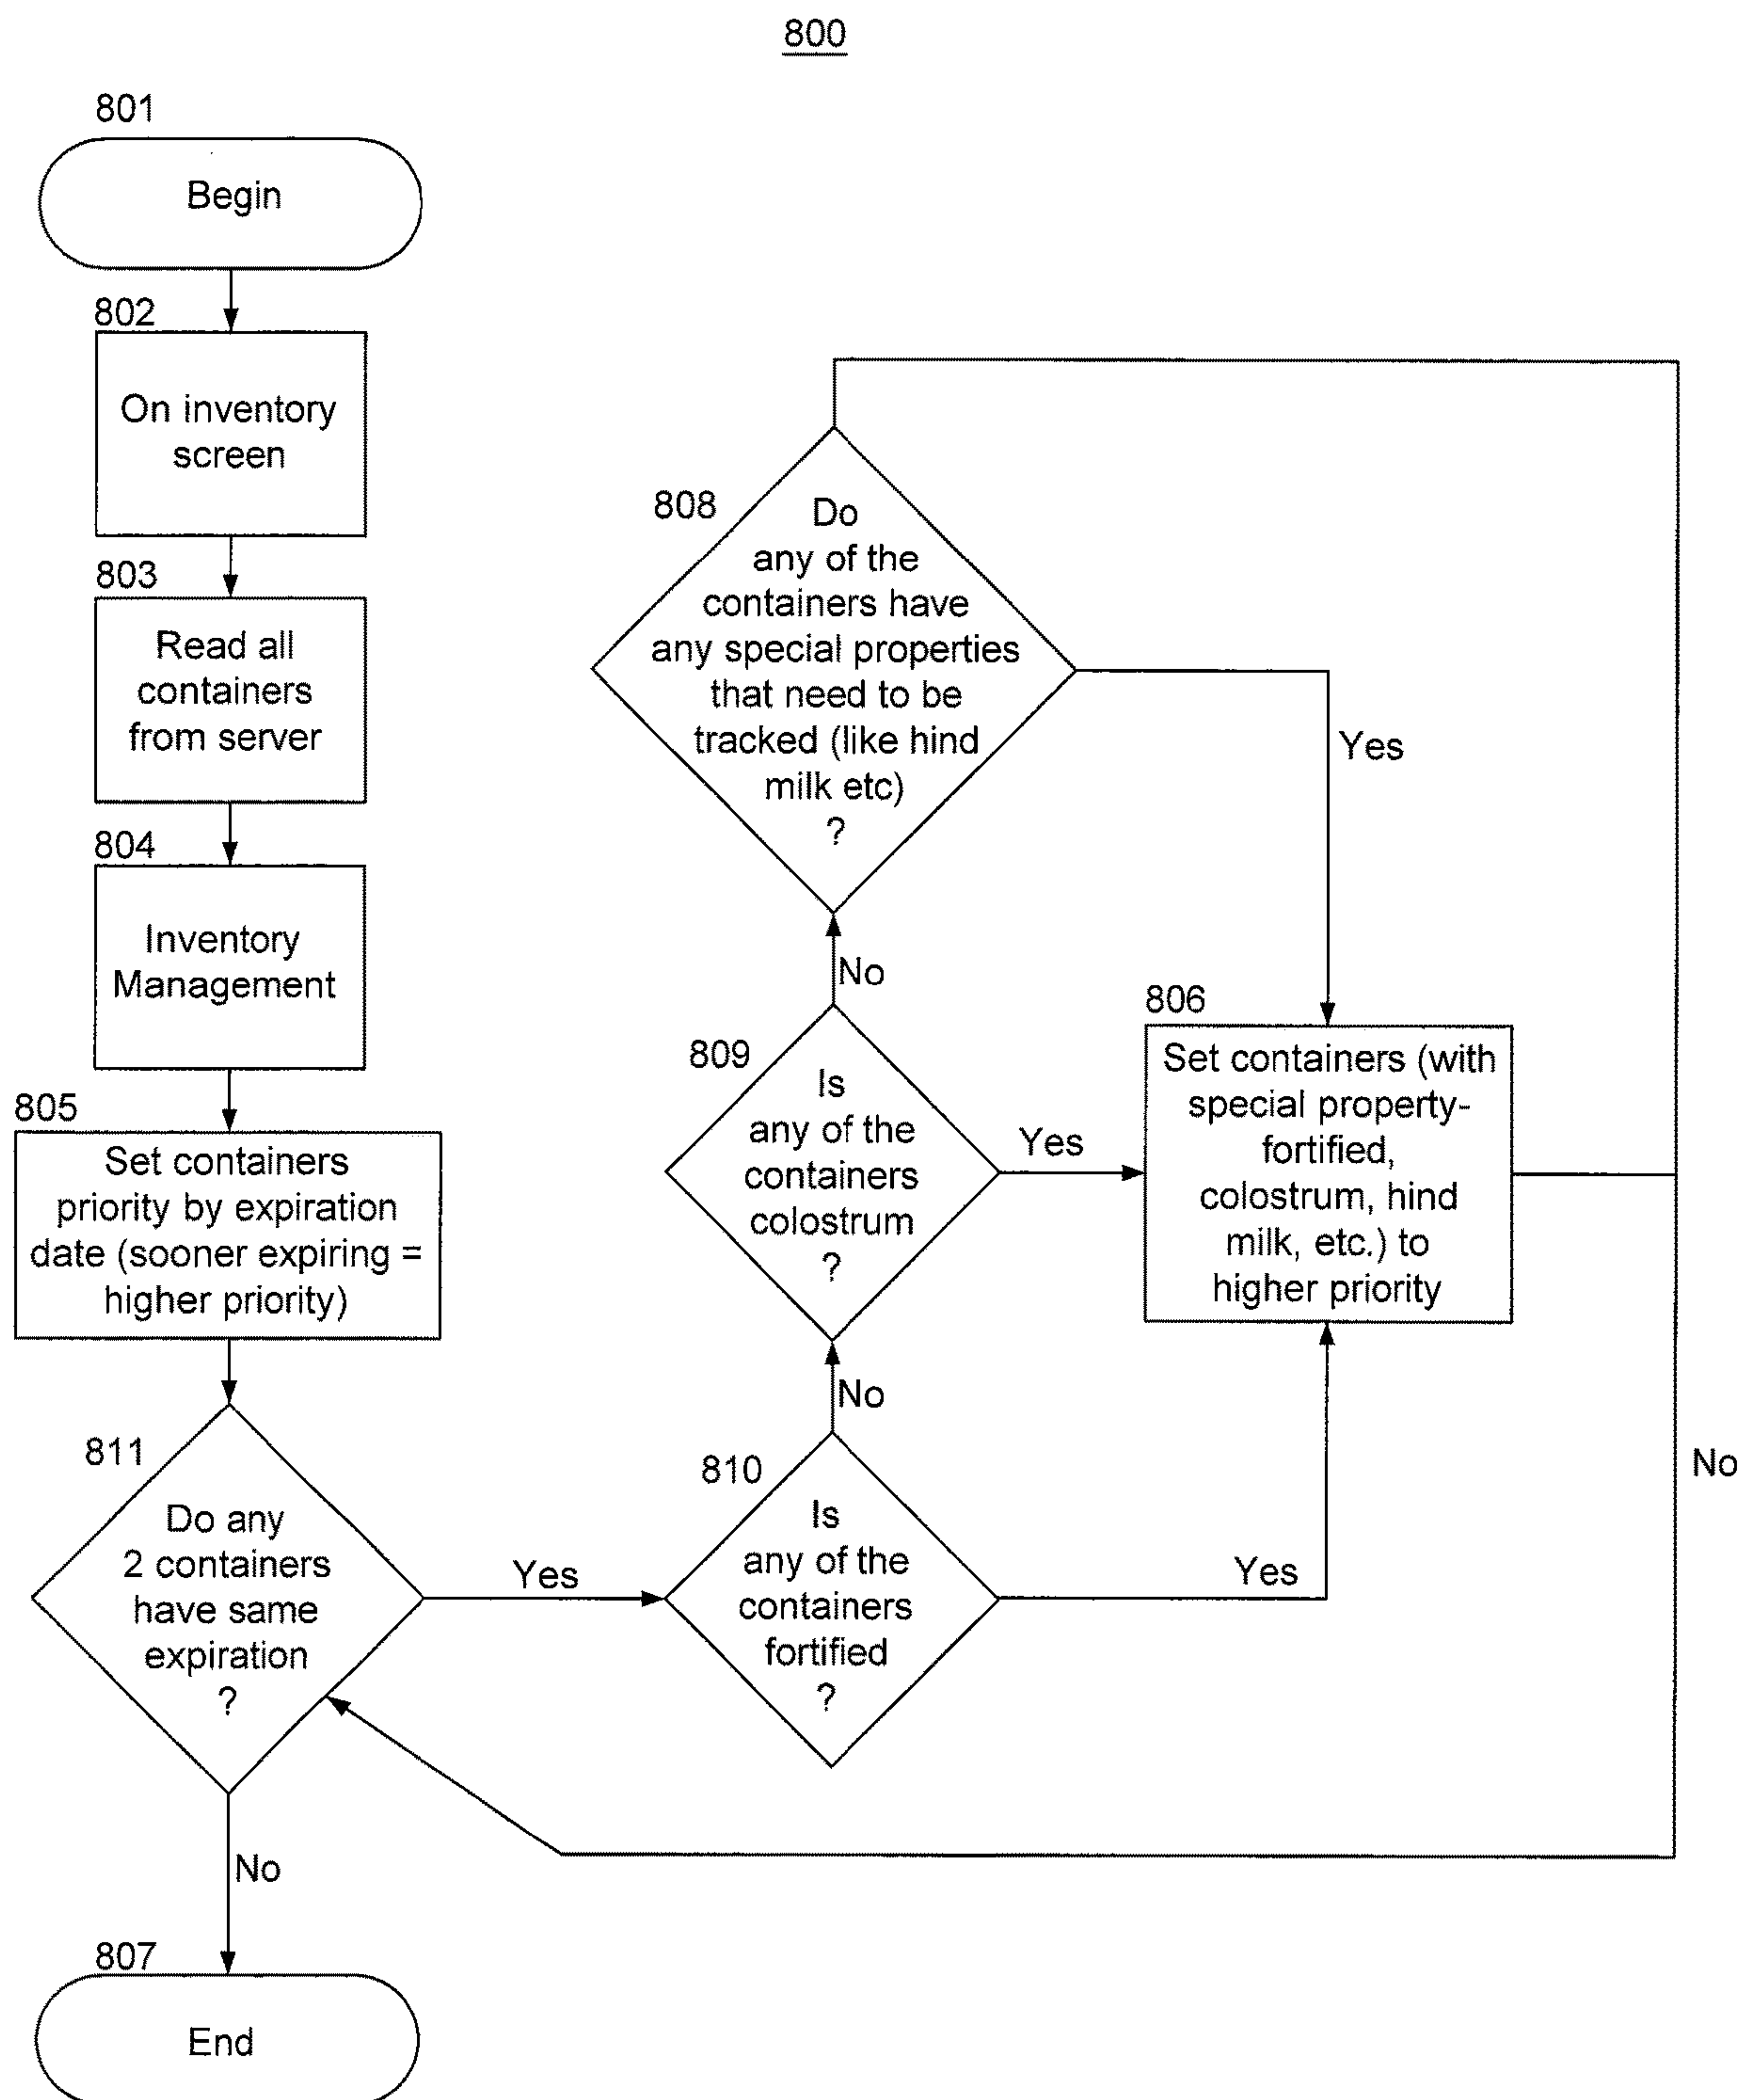 800
801
Begin
802
On inventory
screen
803
Read all
containers
from server
804
Inventory
Management
805
Set containers
priority by expiration
date (sooner expiring =
higher priority)
811
Do any
2 containers
have same
expiration
?
Yes
No
807
End
810
Is
any of the
containers
fortified
?
Yes
No
809
Is
any of the
containers
colostrum
?
Yes
No
808
Do
any of the
containers have
any special properties
that need to be
tracked (like hind
milk etc)
?
Yes
806
Set containers (with
special property-
fortified,
colostrum, hind
milk, etc.) to
higher priority
No